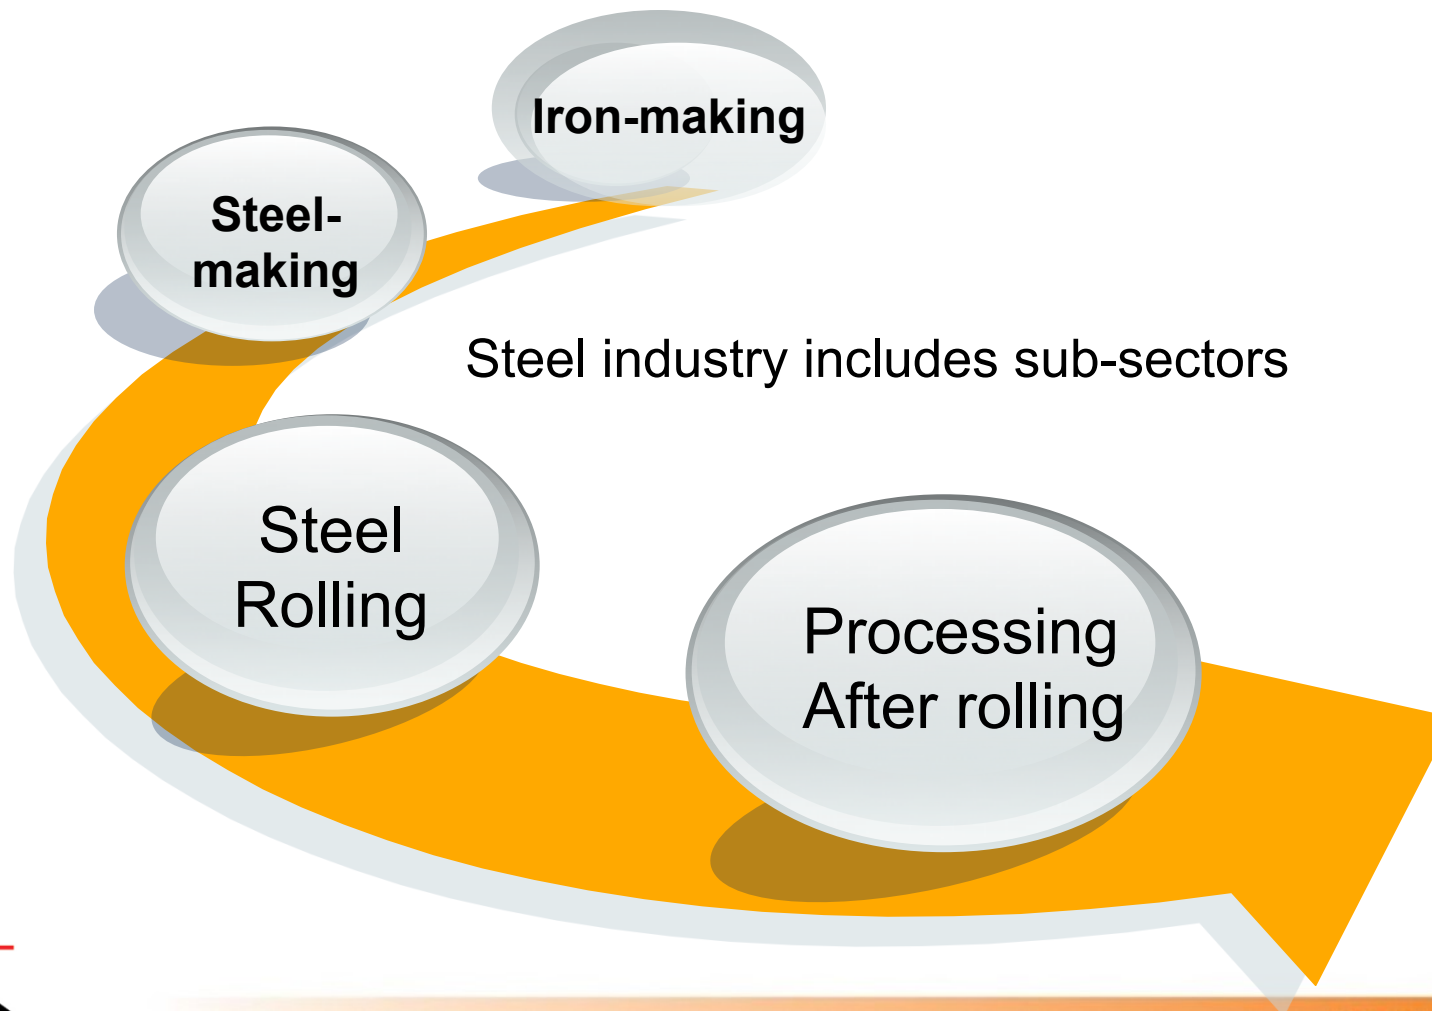 Iron-making
Steel-
making
Steel industry includes sub-sectors
Steel
Rolling
Processing
After rolling